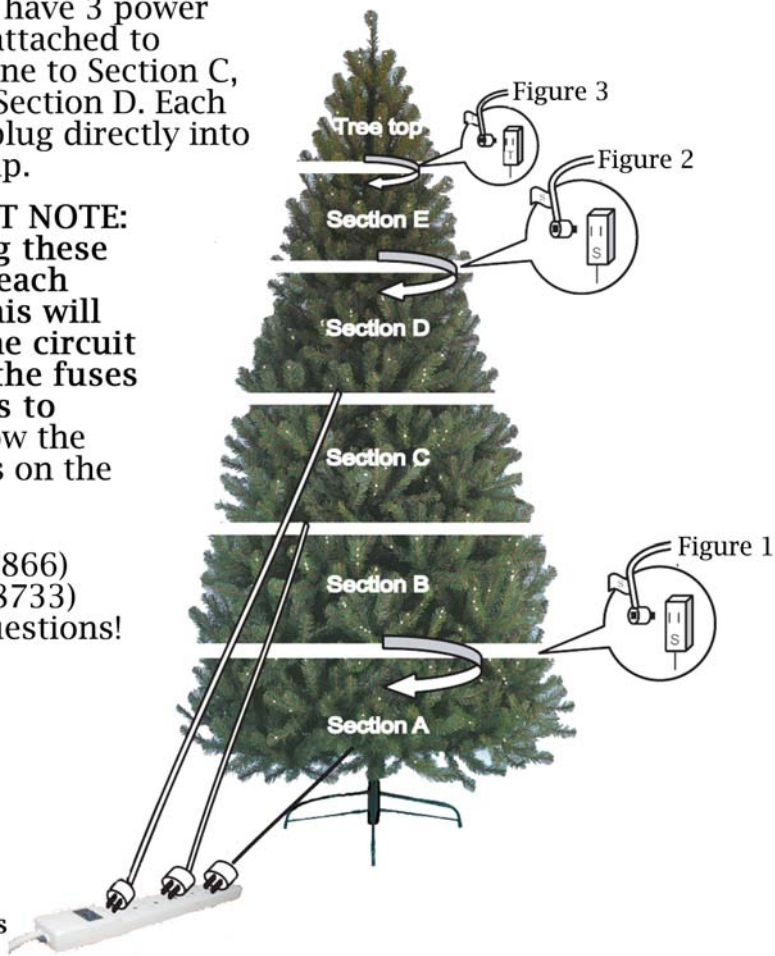 have 3 power
attached to
ne to Section C,
Section D. Each
plug directly into
p.
T NOTE:
g these
each
his will
he circuit
the fuses
s to
ow the
s on the
866)
8733)
uestions!
s
Tree top
Section E
Section D
Section C
Section B
Section A
Figure 3
T
Figure 2
S
S
Figure 1
S
S